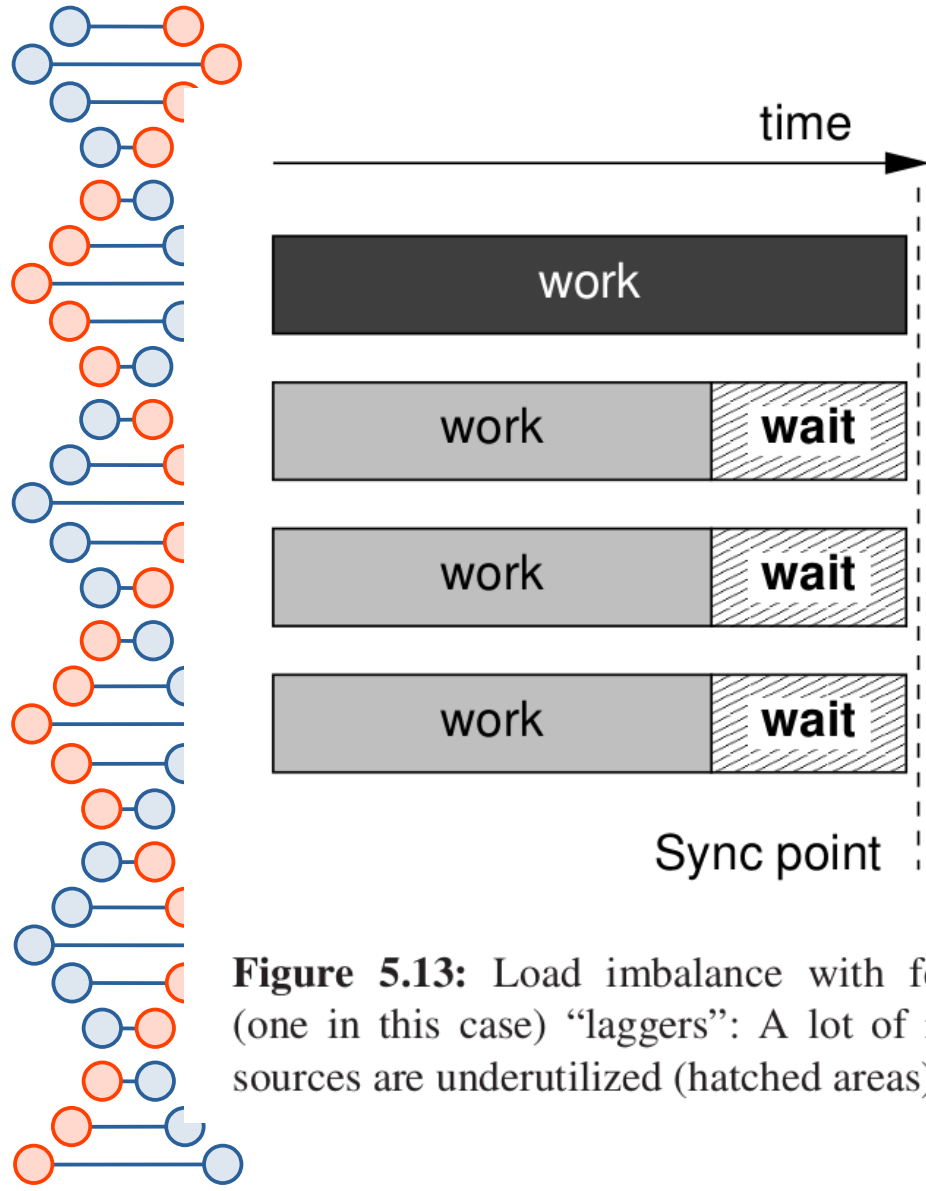 time
work
work wait
work wait
work wait
Sync point
Figure 5.13: Load imbalance with
(one in this case) “laggers”: A lot of
sources are underutilized (hatched areas)